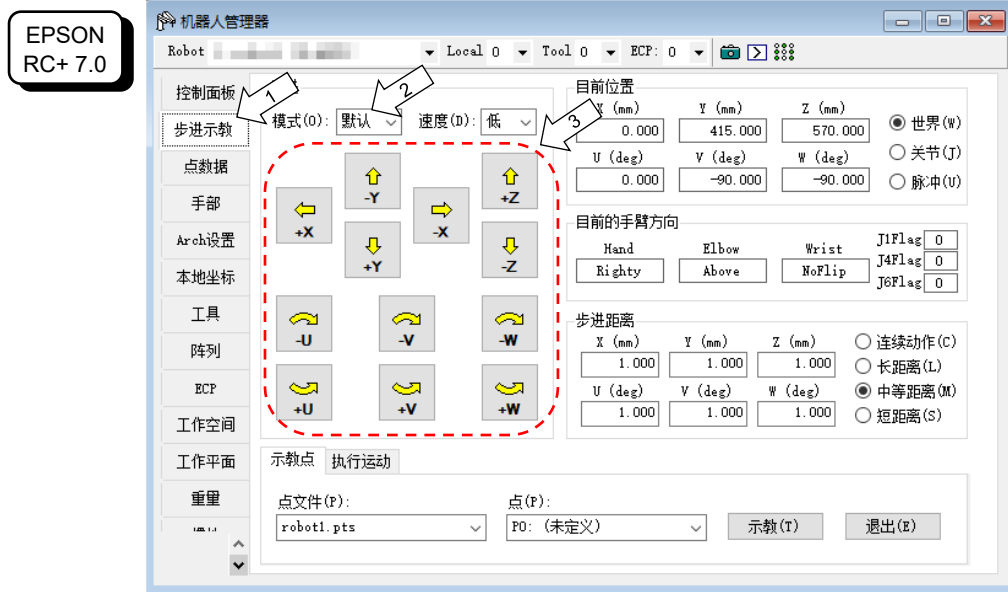 EPSON
RC+ 7.0
机器人管理器
Robot
Local 0
Tool 0
ECP: 0
控制面板
步进示教
点数据
手部
Arch设置
本地坐标
工具
阵列
ECP
工作空间
工作平面
重量
1
2
3
模式(O): 默认
速度(D): 低
-Y
+Z
+X
-X
+Y
-Z
-U
-V
-W
+U
+V
+W
目前位置
X (mm) Y (mm) Z (mm)
0.000 415.000 570.000
U (deg) V (deg) W (deg)
0.000 -90.000 -90.000
世界(W)
关节(J)
脉冲(U)
目前的手臂方向
Hand Elbow Wrist
Righty Above NoFlip
J1Flag 0
J4Flag 0
J6Flag 0
步进距离
X (mm) Y (mm) Z (mm)
1.000 1.000 1.000
U (deg) V (deg) W (deg)
1.000 1.000 1.000
连续动作(C)
长距离(L)
中等距离(M)
短距离(S)
示教点 执行运动
点文件(P): 点(P):
robot1.pts P0: (未定义) 示教(T) 退出(E)